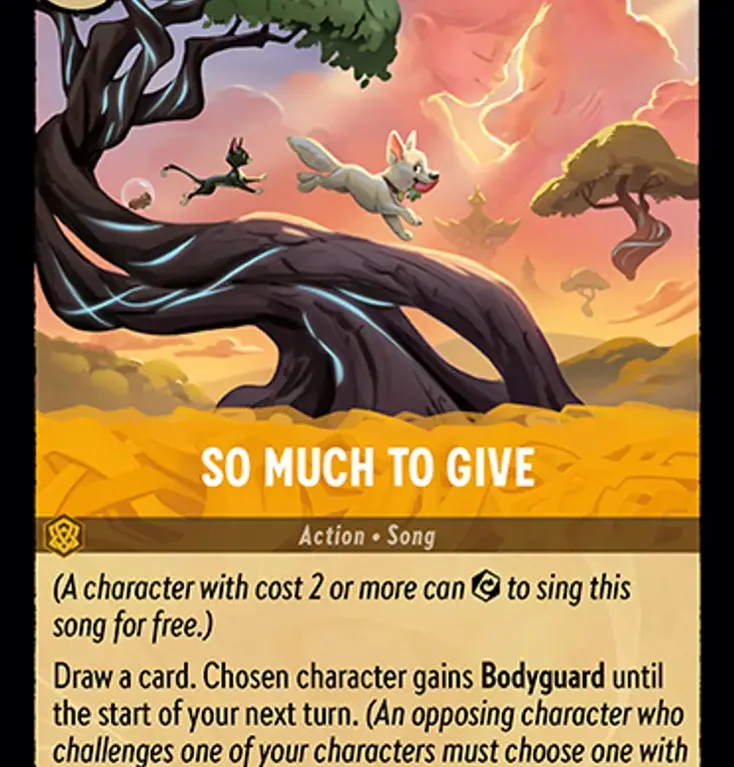 SO MUCH TO GIVE
Action • Song
(A character with cost 2 or more can to sing this
song for free.)
Draw a card. Chosen character gains Bodyguard until
the start of your next turn. (An opposing character who
challenges one of your characters must choose one with